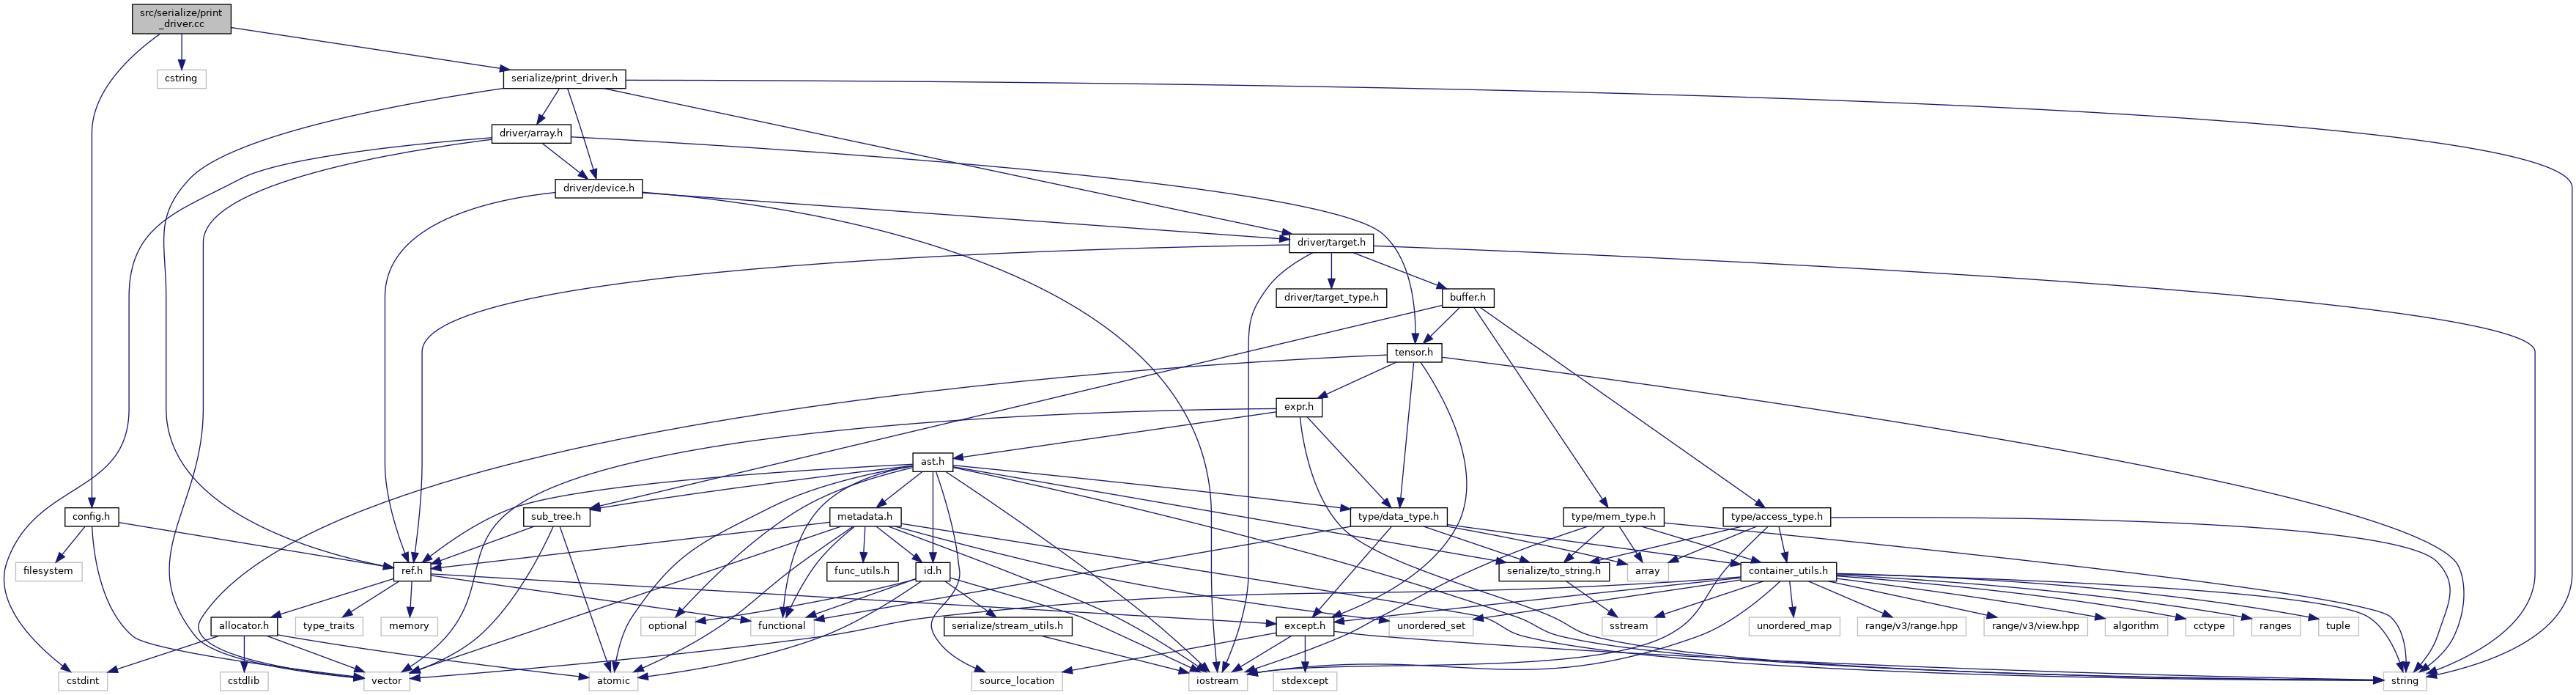 src/serialize/print
_driver.cc
cstring
serialize/print_driver.h
driver/array.h
driver/device.h
driver/target.h
driver/target_type.h
buffer.h
tensor.h
expr.h
ast.h
config.h
sub_tree.h
metadata.h
type/data_type.h
type/mem_type.h
type/access_type.h
filesystem
ref.h
func_utils.h
id.h
serialize/to_string.h
array
container_utils.h
allocator.h
type_traits
memory
optional
functional
serialize/stream_utils.h
except.h
unordered_set
sstream
unordered_map
range/v3/range.hpp
range/v3/view.hpp
algorithm
cctype
ranges
tuple
cstdint
cstdlib
vector
atomic
source_location
iostream
stdexcept
string